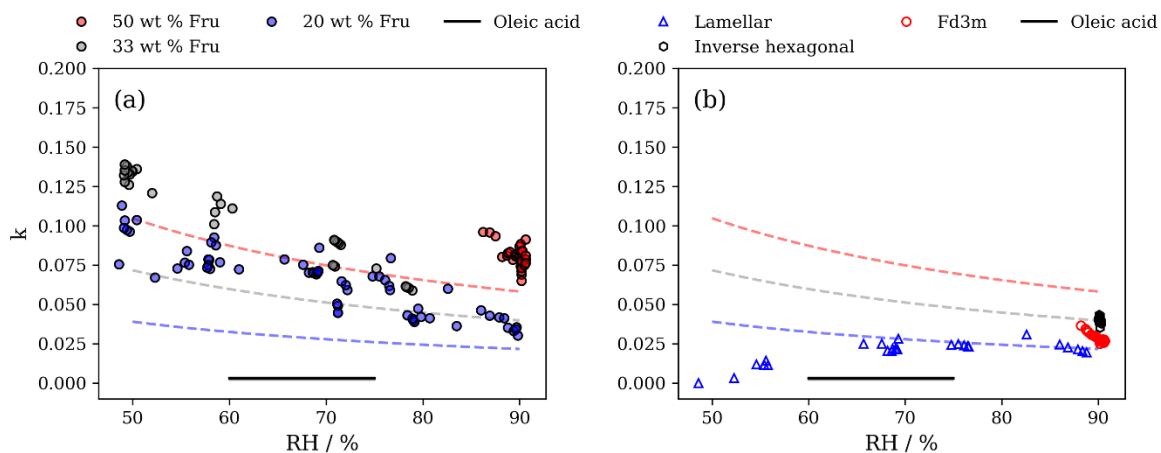 50 wt % Fru
20 wt % Fru
Oleic acid
33 wt % Fru
Lamellar
Fd3m
Oleic acid
Inverse hexagonal
(a)
0.200
0.175
0.150
0.125
0.100
0.075
0.050
0.025
0.000
k
50
60
70
80
90
RH / %
(b)
0.200
0.175
0.150
0.125
0.100
0.075
0.050
0.025
0.000
50
60
70
80
90
RH / %